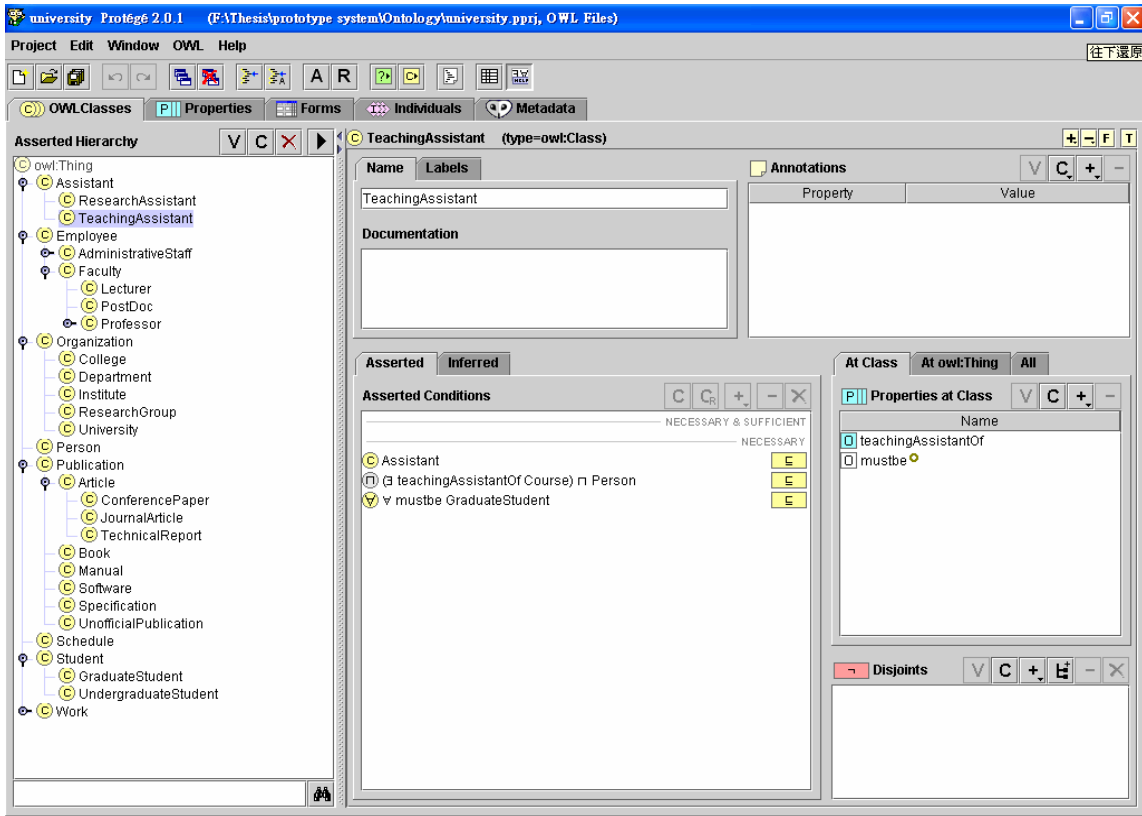 university Protégé 2.0.1 (F:\Thesis\prototype system\Ontology\university.pprj, OWL Files)
Project Edit Window OWL Help
往下還原
A R
OWLClasses P Properties Forms Individuals Metadata
Asserted Hierarchy V C
C TeachingAssistant (type=owl:Class) + - F T
C owl:Thing
C Assistant
C ResearchAssistant
C TeachingAssistant
C Employee
C AdministrativeStaff
C Faculty
C Lecturer
C PostDoc
C Professor
C Organization
C College
C Department
C Institute
C ResearchGroup
C University
C Person
C Publication
C Article
C ConferencePaper
C JournalArticle
C TechnicalReport
C Book
C Manual
C Software
C Specification
C UnofficialPublication
C Schedule
C Student
C GraduateStudent
C UndergraduateStudent
C Work
Name Labels
TeachingAssistant
Documentation
Annotations V C + -
Property Value
Asserted Inferred
Asserted Conditions C CR + - ×
NECESSARY & SUFFICIENT
NECESSARY
C Assistant ⊑
⊓ (∃ teachingAssistantOf Course) ⊓ Person ⊑
∀ ∀ mustbe GraduateStudent ⊑
At Class At owl:Thing All
P Properties at Class V C + -
Name
O teachingAssistantOf
O mustbe
¬ Disjoints V C + - ×